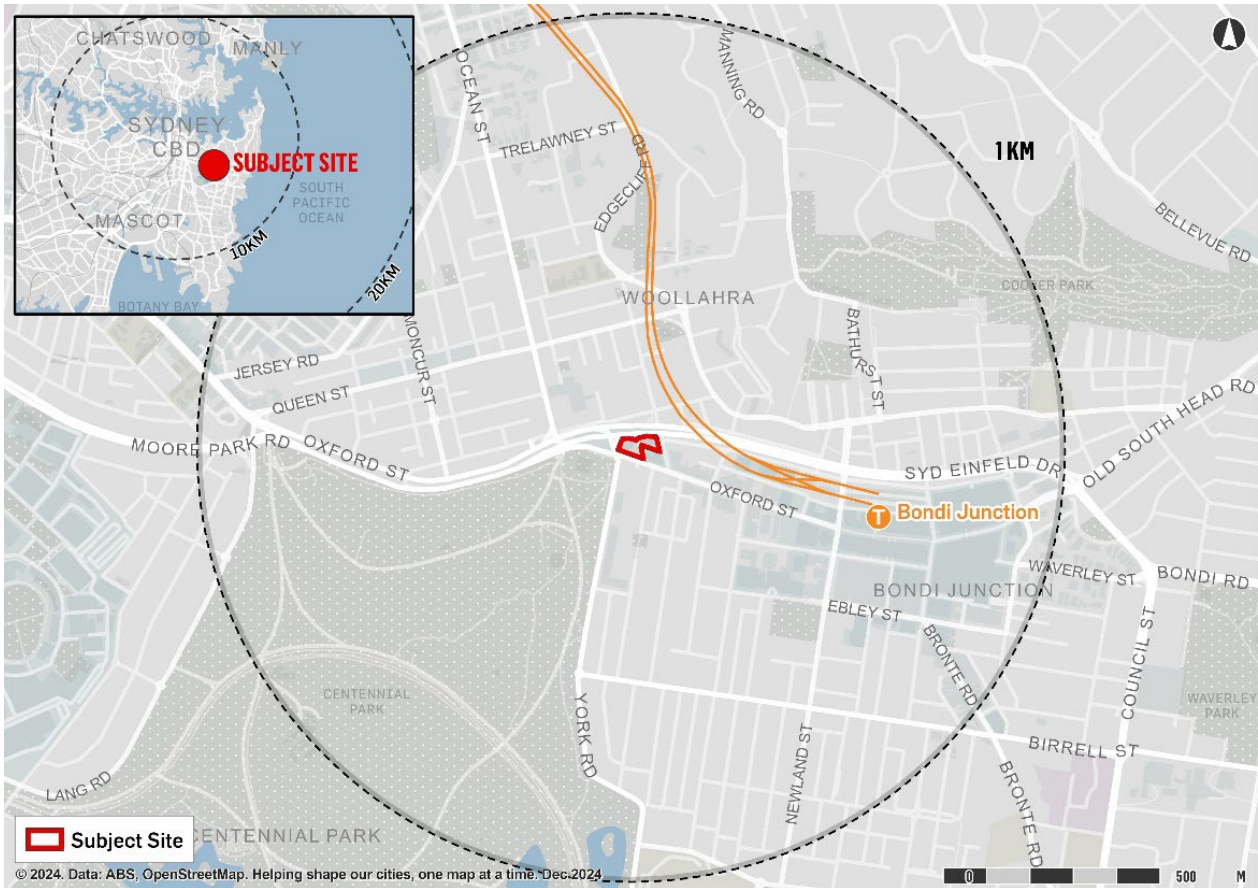 CHATSWOOD
MANLY
SYDNEY
CBD
SUBJECT SITE
SOUTH
PACIFIC
OCEAN
MASCOT
10KM
20KM
BOTANY BAY
OCEAN ST
MANNING RD
TRELAWNEY ST
EDGECLIFF RD
1 KM
BELLEVUE RD
COOPER PARK
WOOLLAHRA
BATHURST ST
MONCUR ST
JERSEY RD
QUEEN ST
MOORE PARK RD
OXFORD ST
SYD EINFELD DR
OLD SOUTH HEAD RD
OXFORD ST
T Bondi Junction
WAVERLEY ST
BONDI RD
BONDI JUNCTION
EBLEY ST
BRONTE RD
COUNCIL ST
CENTENNIAL
PARK
WAVERLEY
PARK
YORK RD
NEWLAND ST
BIRRELL ST
BRONTE RD
LANG RD
CENTENNIAL PARK
Subject Site
© 2024. Data: ABS, OpenStreetMap. Helping shape our cities, one map at a time. Dec 2024
0 500 M